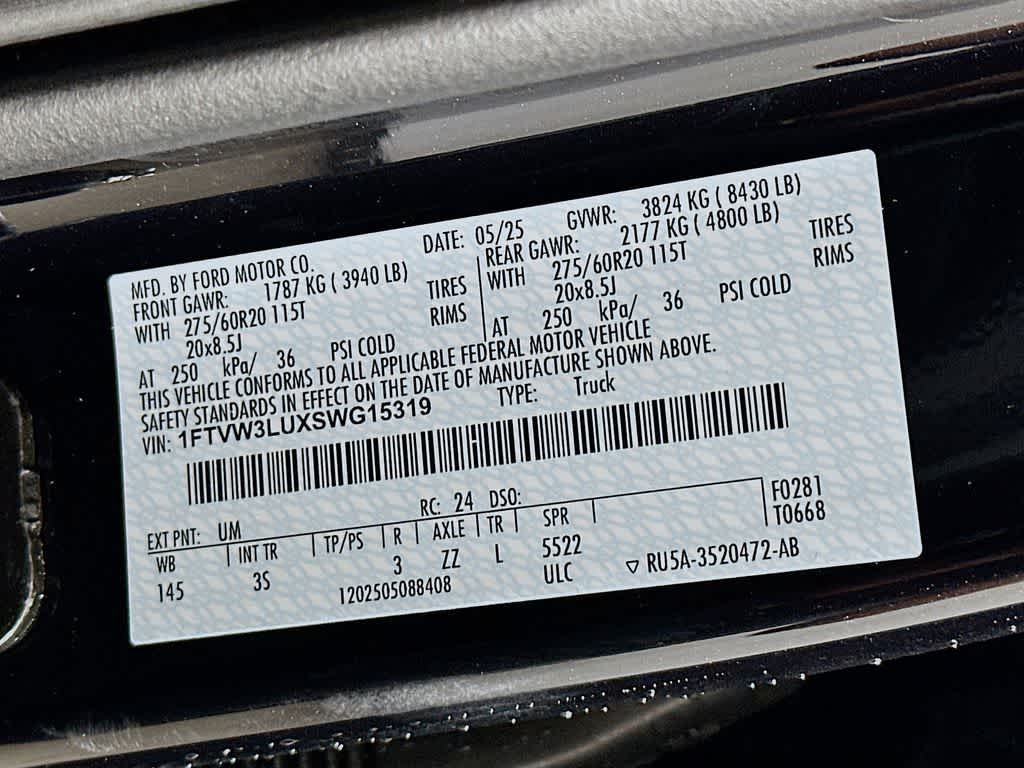 MFD. BY FORD MOTOR CO.
DATE: 05/25
GVWR: 3824 KG ( 8430 LB)
FRONT GAWR: 1787 KG ( 3940 LB)
WITH 275/60R20 115T TIRES
20x8.5J RIMS
AT 250 kPa/ 36 PSI COLD
REAR GAWR: 2177 KG ( 4800 LB)
WITH 275/60R20 115T TIRES
20x8.5J RIMS
AT 250 kPa/ 36 PSI COLD
THIS VEHICLE CONFORMS TO ALL APPLICABLE FEDERAL MOTOR VEHICLE
SAFETY STANDARDS IN EFFECT ON THE DATE OF MANUFACTURE SHOWN ABOVE.
VIN: 1FTVW3LUXSWG15319
TYPE: Truck
EXT PNT: UM RC: 24 DSO:
WB INT TR TP/PS R AXLE TR SPR
145 3S 3 ZZ L 5522
1202505088408 ULC
F0281
T0668
▽ RU5A-3520472-AB